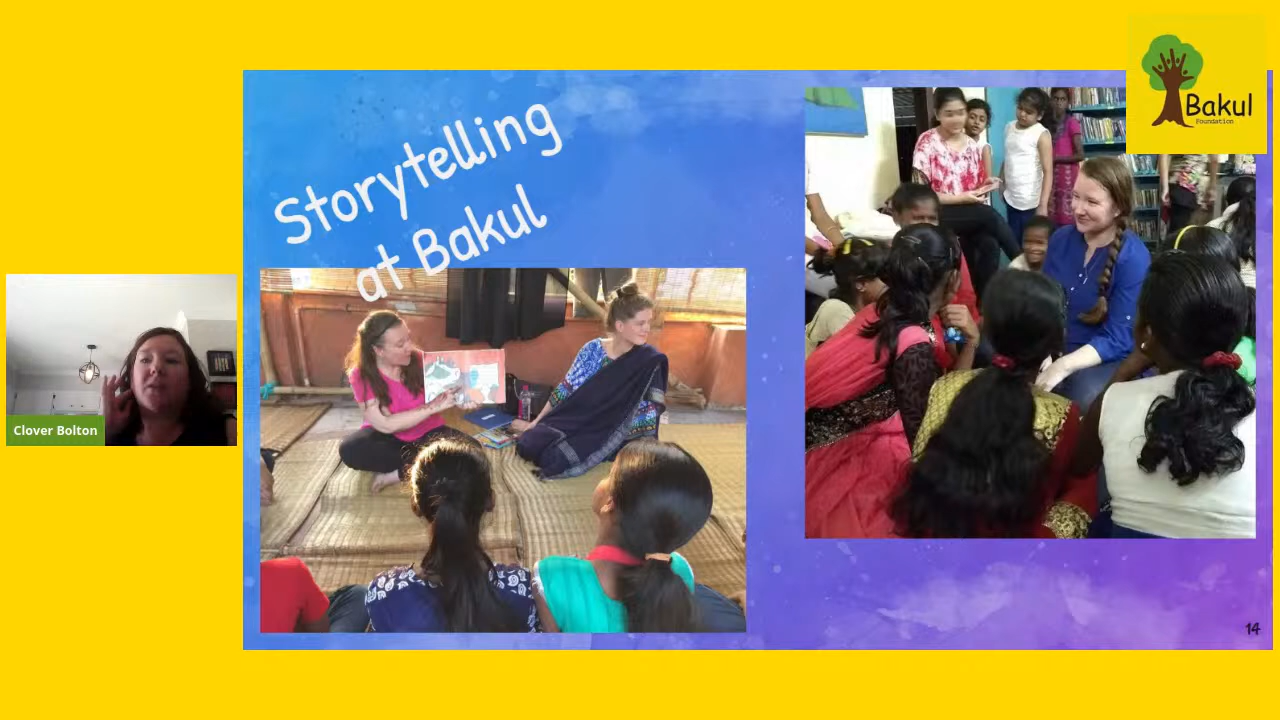 Storytelling
at Bakul
Bakul
Foundation
Clover Bolton
14